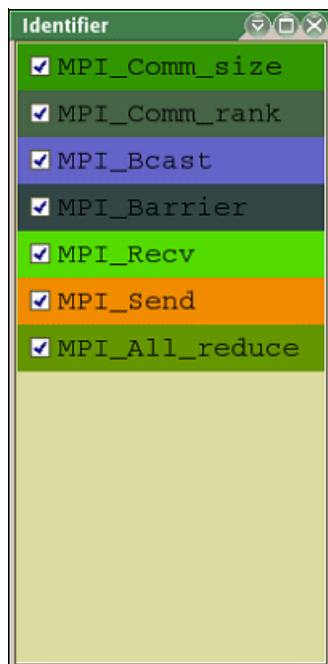 Identifier
MPI_Comm_size
MPI_Comm_rank
MPI_Bcast
MPI_Barrier
MPI_Recv
MPI_Send
MPI_All_reduce